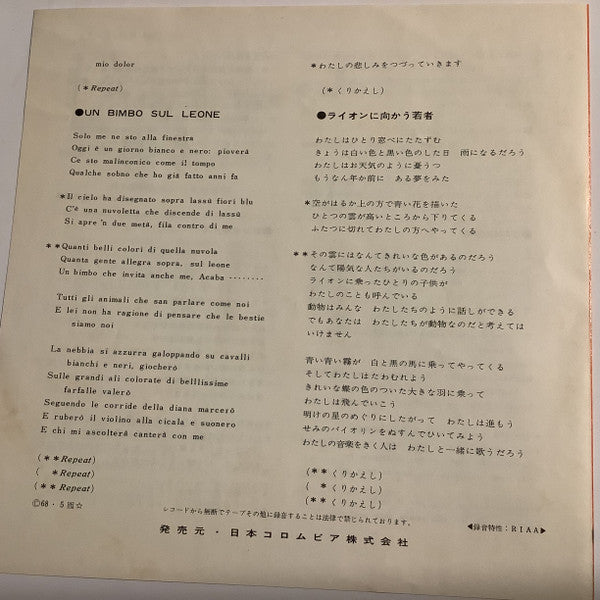 mio dolor
(*Repeat)
●UN BIMBO SUL LEONE
Solo me ne sto alla finestra
Oggi è un giorno bianco e nero: pioverà
Ce sto malinconico come il tempo
Qualche sobno che ho già fatto anni fa
*Il cielo ha disegnato sopra lassú fiori blu
C'è una nuvoletta che discende di lassú
Si apre 'n due metá, fila contro di me
**Quanti belli colori di quella nuvola
Quanta gente allegra sopra, sul leone
Un bimbo che invita anche me, Acaba --------
Tutti gli animali che san parlare come noi
E lei non ha ragione di pensare che le bestie
siamo noi
La nebbia si azzurra galoppando su cavalli
bianchi e neri, giocherò
Sulle grandi ali colorate di belllissime
farfalle valerò
Seguendo le corride della diana marcerò
E ruberò il violino alla cicala e suonero
E chi mi ascolterà canterà con me
(**Repeat)
( *Repeat)
(**Repeat)
Ⓒ68・5園☆
*わたしの悲しみをつづっていきます
(*くりかえし)
●ライオンに向かう若者
わたしはひとり窓べにたたずむ
きょうは白い色と黒い色のした日 雨になるだろう
わたしはお天気のように憂うつ
もうなん年か前に ある夢をみた
*空がはるか上の方で青い花を描いた
ひとつの雲が高いところから下りてくる
ふたつに切れてわたしの方へやってくる
**その雲にはなんてきれいな色があるのだろう
なんて陽気な人たちがいるのだろう
ライオンに乗ったひとりの子供が
わたしのことも呼んでいる
動物はみんな わたしたちのように話しができる
でもあなたは わたしたちが動物なのだと考えては
いけません
青い青い霧が 白と黒の馬に乗ってやってくる
そしてわたしはたわむれよう
きれいな蝶の色のついた大きな羽に乗って
わたしは飛んでいこう
明けの星のめぐりにしたがって わたしは進もう
せみのバイオリンをぬすんでひいてみよう
わたしの音楽をきく人は わたしと一緒に歌うだろう
(**くりかえし)
( *くりかえし)
(**くりかえし)
レコードから無断でテープその他に録音することは法律で禁じられております。
発売元・日本コロムビア株式会社
◀録音特性：RIAA▶